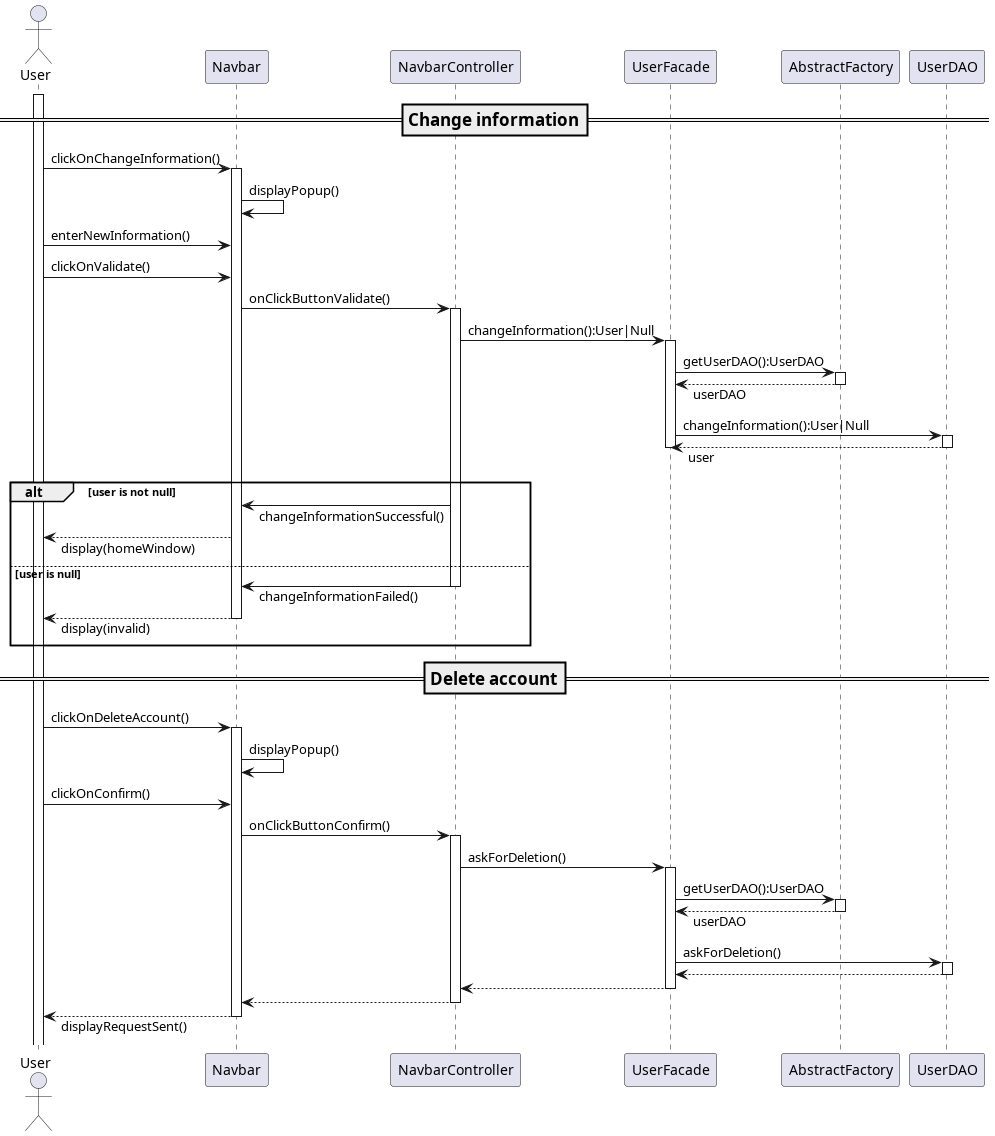 User
Navbar
NavbarController
UserFacade
AbstractFactory
UserDAO
Change information
clickOnChangeInformation()
displayPopup()
enterNewInformation()
clickOnValidate()
onClickButtonValidate()
changeInformation():User|Null
getUserDAO():UserDAO
userDAO
changeInformation():User|Null
user
alt
[user is not null]
changeInformationSuccessful()
display(homeWindow)
[user is null]
changeInformationFailed()
display(invalid)
Delete account
clickOnDeleteAccount()
displayPopup()
clickOnConfirm()
onClickButtonConfirm()
askForDeletion()
getUserDAO():UserDAO
userDAO
askForDeletion()
displayRequestSent()
User
Navbar
NavbarController
UserFacade
AbstractFactory
UserDAO